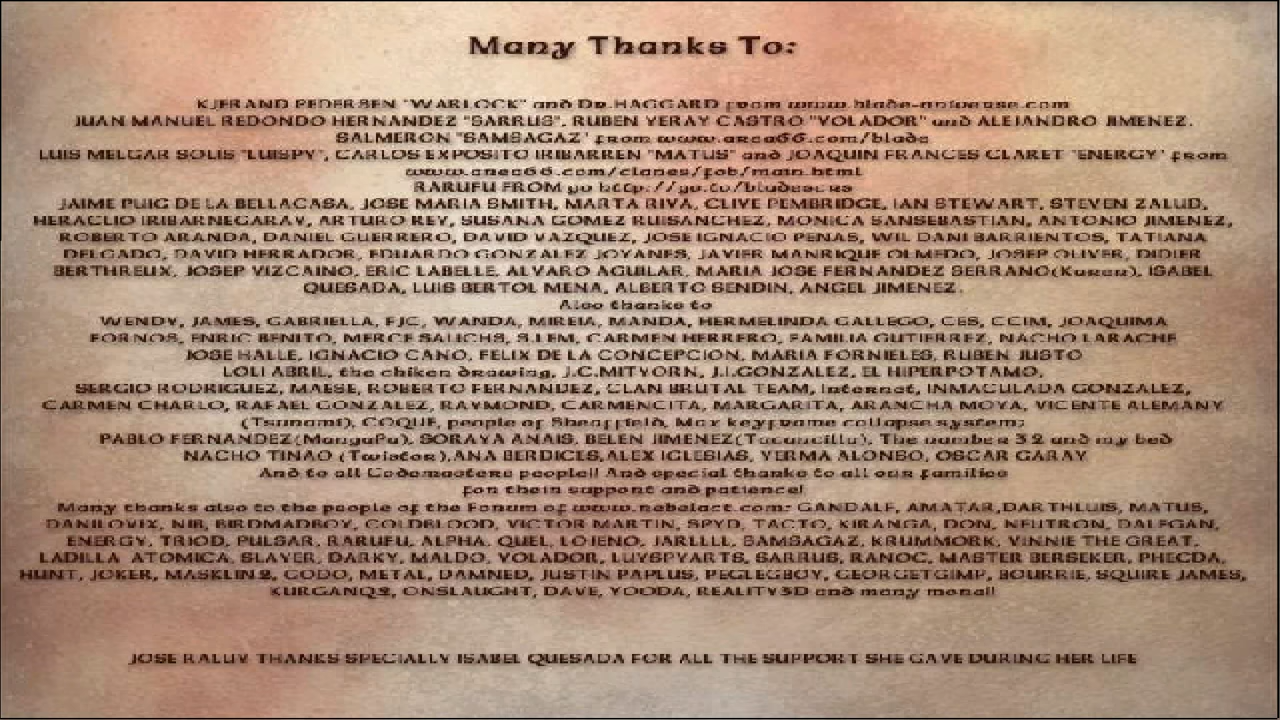 Many Thanks To:
KJERAND PEDERSEN "WARLOCK" and Dr.HAGGARD from www.blade-universe.com
JUAN MANUEL REDONDO HERNANDEZ "SARRUS", RUBEN YERAY CASTRO "VOLADOR" and ALEJANDRO JIMENEZ.
SALMERON "SAMSAGAZ" from www.area66.com/blade
LUIS MELGAR SOLIS "LUISPY", CARLOS EXPOSITO IRIBARREN "MATUS" and JOAQUIN FRANCES CLARET "ENERGY" from
www.area66.com/clanes/fob/main.html
RARUFU FROM
JAIME PUIG DE LA BELLACASA, JOSE MARIA SMITH, MARTA RIVA, CLIVE PEMBRIDGE, IAN STEWART, STEVEN ZALUD,
HERACLIO IRIBARNEGARAY, ARTURO REY, SUSANA GOMEZ RUISANCHEZ, MONICA SANSEBASTIAN, ANTONIO JIMENEZ,
ROBERTO ARANDA, DANIEL GUERRERO, DAVID VAZQUEZ, JOSE IGNACIO PENAS, WIL DANI BARRIENTOS, TATIANA
DELGADO, DAVID HERRADOR, EDUARDO GONZALEZ JOYANES, JAVIER MANRIQUE OLMEDO, JOSEP OLIVER, DIDIER
BERTHREUX, JOSEP VIZCAINO, ERIC LABELLE, ALVARO AGUILAR, MARIA JOSE FERNANDEZ SERRANO(Karen), ISABEL
QUESADA, LUIS BERTOL MENA, ALBERTO SENDIN, ANGEL JIMENEZ.
Also thanks to
WENDY, JAMES, GABRIELLA, FJC, WANDA, MIREIA, MANDA, HERMELINDA GALLEGO, CES, CCIM, JOAQUIMA
FORNOS, ENRIC BENITO, MERCE SALICHS, S.LEM, CARMEN HERRERO, FAMILIA GUTIERREZ, NACHO LARACHE
JOSE HALLE, IGNACIO CANO, FELIX DE LA CONCEPCION, MARIA FORNIELES, RUBEN JUSTO
LOLI ABRIL, the chiken drawing, J.C.MITYORN, J.I.GONZALEZ, EL HIPERPOTAMO,
SERGIO RODRIGUEZ, MAESE, ROBERTO FERNANDEZ, CLAN BRUTAL TEAM, Internet, INMACULADA GONZALEZ,
CARMEN CHARLO, RAFAEL GONZALEZ, RAYMOND, CARMENCITA, MARGARITA, ARANCHA MOYA, VICENTE ALEMANY
(Tsunami), COQUE, people of Sheffield, Max keyframe collapse system;
PABLO FERNANDEZ(MangaPa), SORAYA ANAIS, BELEN JIMENEZ(Tacancilla), The number 32 and my bed
NACHO TINAO (Twister),ANA BERDICES,ALEX IGLESIAS, YERMA ALONSO, OSCAR GARAY
And to all Codemasters people!! And special thanks to all our families
for their support and patience!
Many thanks also to the people of the Forum of www.rebelact.com: GANDALF, AMATAR,DARTHLUIS, MATUS,
DANILOVIX, NIB, BIRDMADBOY, COLDBLOOD, VICTOR MARTIN, SPYD, TACTO, KIRANGA, DON, NEUTRON, DALEGAN,
ENERGY, TRIOD, PULSAR, RARUFU, ALPHA, QUEL, LOJENO, JARLLLL, SAMSAGAZ, KRUMMORK, VINNIE THE GREAT,
LADILLA ATOMICA, SLAYER, DARKY, MALDO, VOLADOR, LUYSPYARTS, SARRUS, RANOC, MASTER BERSEKER, PHECDA,
HUNT, JOKER, MASKLIN2, GODO, METAL, DAMNED, JUSTIN PAPLUS, PEGLEGBOY, GEORGETGIMP, BOURRIE, SQUIRE JAMES,
KURGANQ2, ONSLAUGHT, DAVE, YOODA, REALITY3D and many more!!
JOSE RALUY THANKS SPECIALLY ISABEL QUESADA FOR ALL THE SUPPORT SHE GAVE DURING HER LIFE